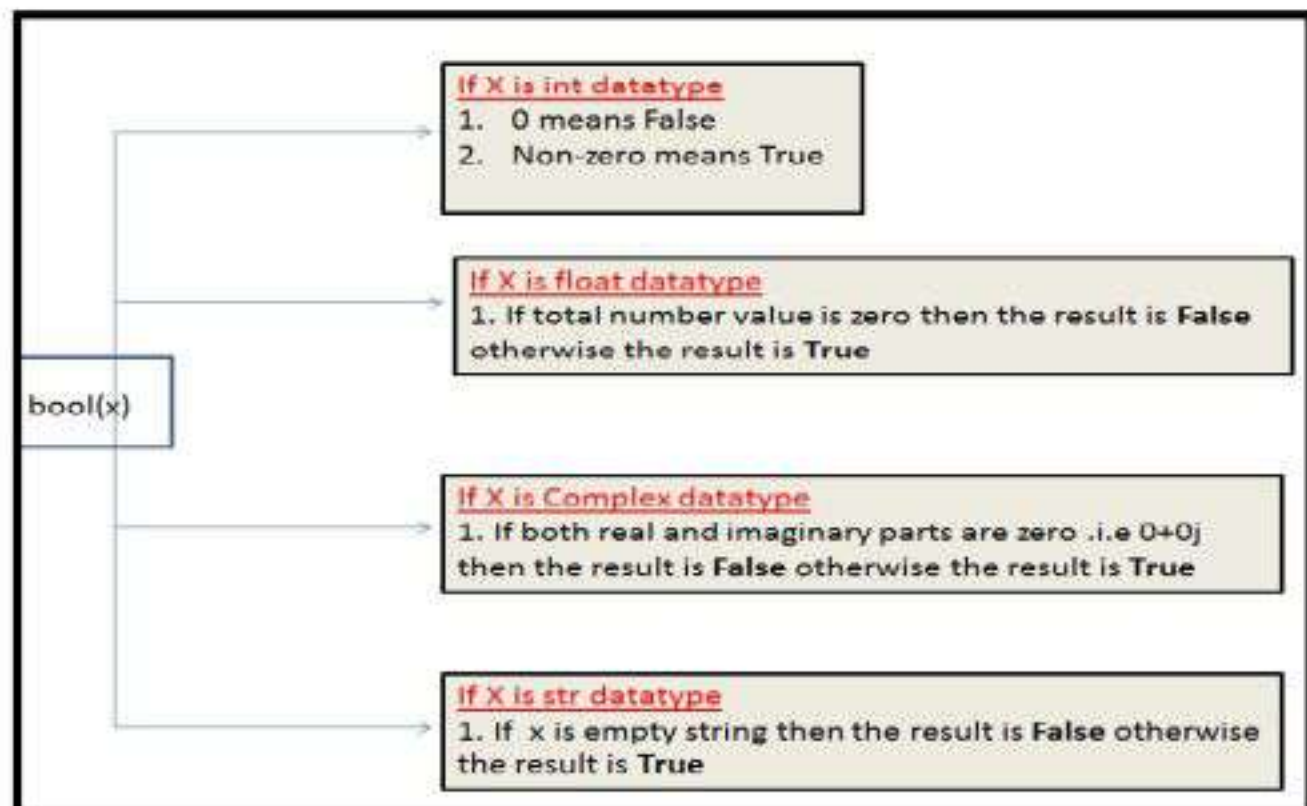 If X is int datatype
1. 0 means False
2. Non-zero means True
If X is float datatype
1. If total number value is zero then the result is False
otherwise the result is True
bool(x)
If X is Complex datatype
1. If both real and imaginary parts are zero .i.e 0+0j
then the result is False otherwise the result is True
If X is str datatype
1. If x is empty string then the result is False otherwise
the result is True